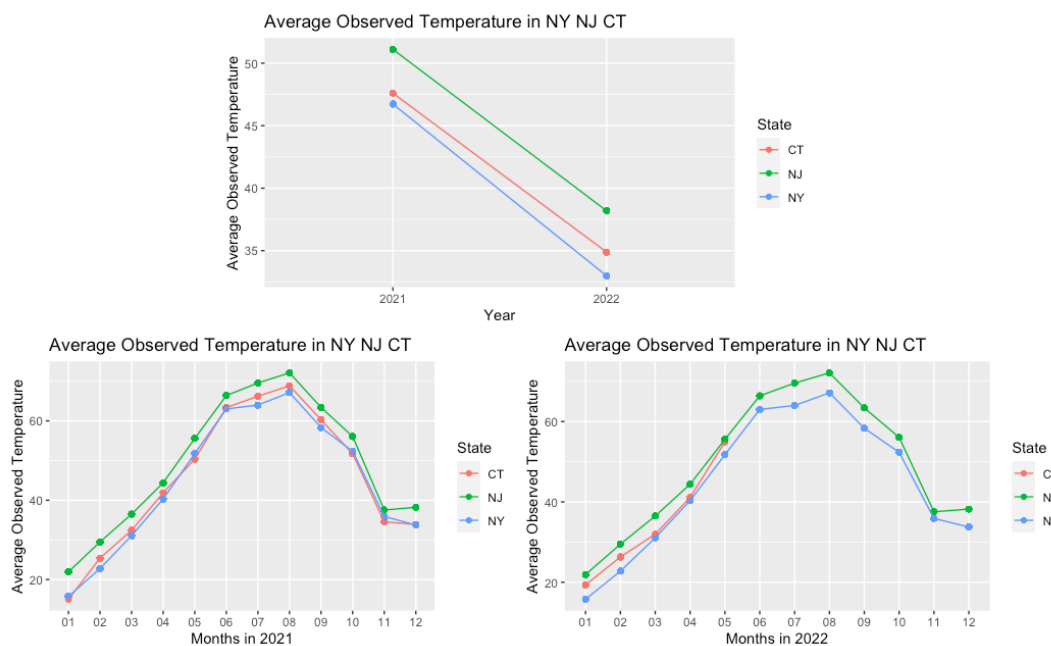 Average Observed Temperature in NY NJ CT
Average Observed Temperature
50
45
40
35
2021
2022
Year
State
CT
NJ
NY
Average Observed Temperature in NY NJ CT
Average Observed Temperature
60
40
20
01 02 03 04 05 06 07 08 09 10 11 12
Months in 2021
State
CT
NJ
NY
Average Observed Temperature in NY NJ CT
Average Observed Temperature
60
40
20
01 02 03 04 05 06 07 08 09 10 11 12
Months in 2022
State
C
N
N